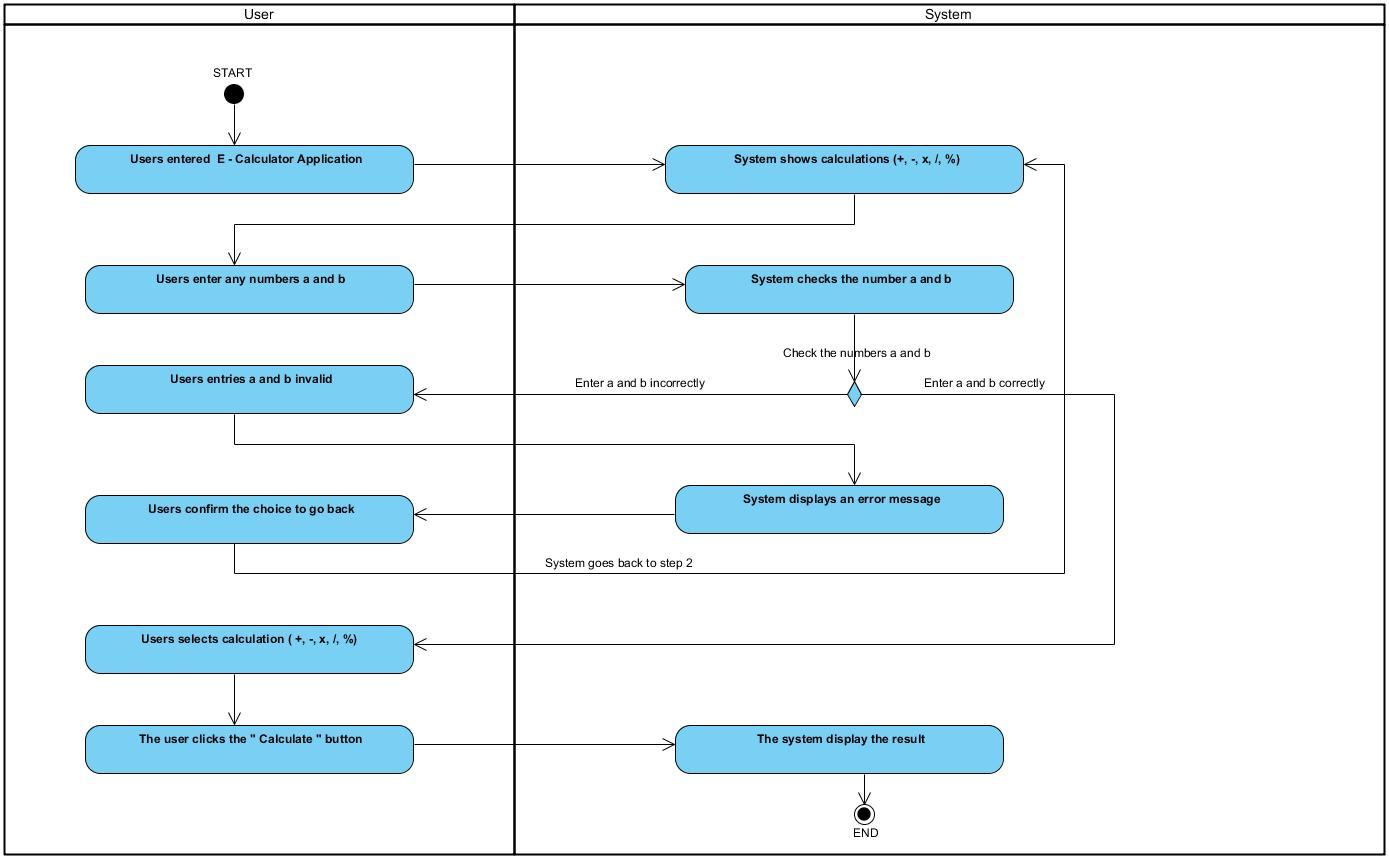 User
System
START
Users entered  E - Calculator Application
System shows calculations (+, -, x, /, %)
Users enter any numbers a and b
System checks the number a and b
Check the numbers a and b
Users entries a and b invalid
Enter a and b incorrectly
Enter a and b correctly
System displays an error message
Users confirm the choice to go back
System goes back to step 2
Users selects calculation ( +, -, x, /, %)
The user clicks the " Calculate " button
The system display the result
END